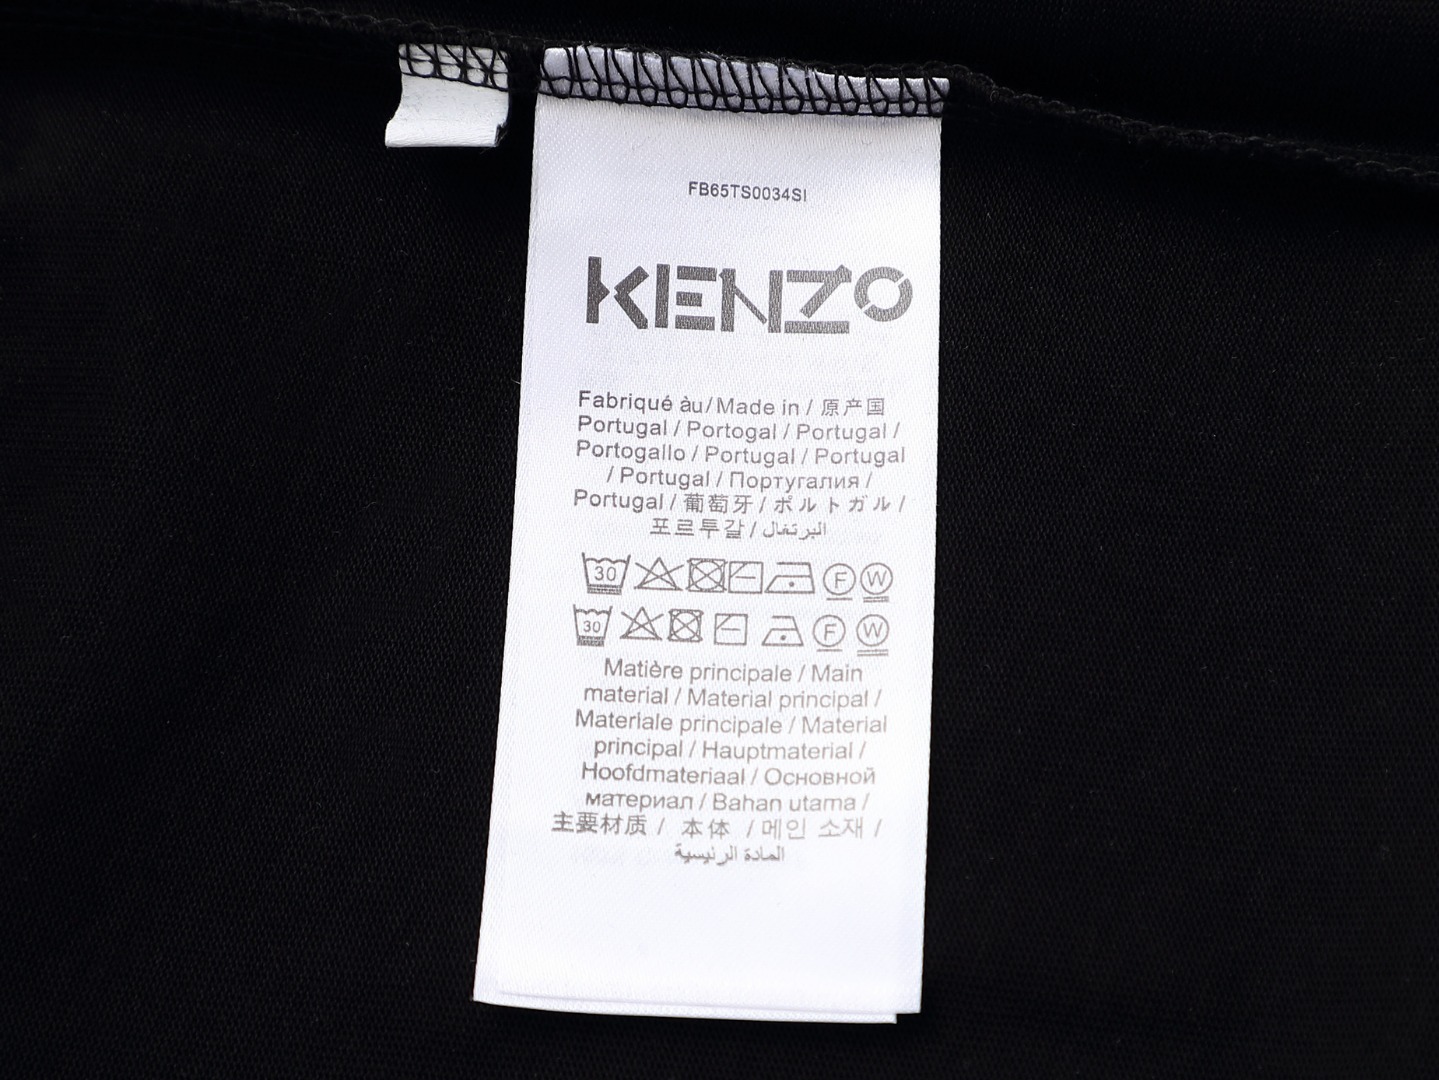 FB65TS0034SI
KENZO
Fabriqué àu/Made in / 原产国
Portugal / Portogal / Portugal /
Portogallo / Portugal / Portugal
/ Portugal / Португалия /
Portugal / 葡萄牙 / ポルトガル /
포르투갈 / البرتغال
30 F W
30 F W
Matière principale / Main
material / Material principal /
Materiale principale / Material
principal / Hauptmaterial /
Hoofdmateriaal / Основной
материал / Bahan utama /
主要材质 / 本体 / 메인 소재 /
المادة الرئيسية